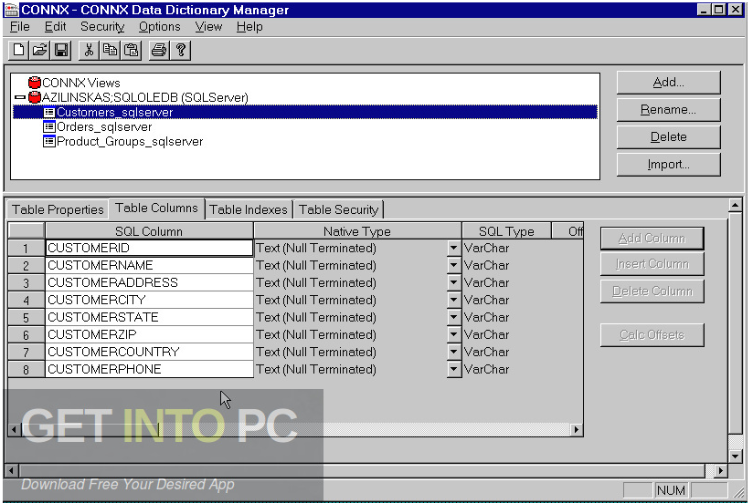 CONNX - CONNX Data Dictionary Manager
File Edit Security Options View Help
CONNX Views
AZILINSKAS;SQLOLEDB (SQLServer)
Customers_sqlserver
Orders_sqlserver
Product_Groups_sqlserver
Add...
Rename...
Delete
Import...
Table Properties Table Columns Table Indexes Table Security
SQL Column Native Type SQL Type Off
1 CUSTOMERID Text (Null Terminated) VarChar
2 CUSTOMERNAME Text (Null Terminated) VarChar
3 CUSTOMERADDRESS Text (Null Terminated) VarChar
4 CUSTOMERCITY Text (Null Terminated) VarChar
5 CUSTOMERSTATE Text (Null Terminated) VarChar
6 CUSTOMERZIP Text (Null Terminated) VarChar
7 CUSTOMERCOUNTRY Text (Null Terminated) VarChar
8 CUSTOMERPHONE Text (Null Terminated) VarChar
Add Column
Insert Column
Delete Column
Calc Offsets
GET INTO PC
Download Free Your Desired App
NUM